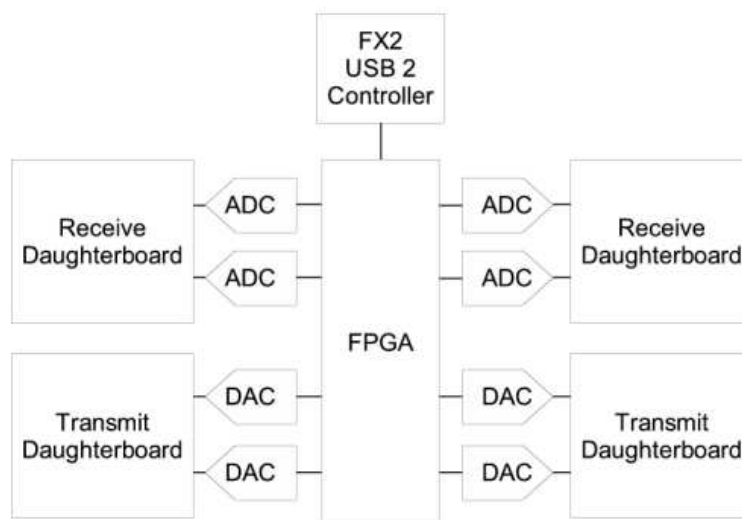 FX2
USB 2
Controller
Receive
Daughterboard
ADC
ADC
ADC
ADC
Receive
Daughterboard
FPGA
Transmit
Daughterboard
DAC
DAC
DAC
DAC
Transmit
Daughterboard